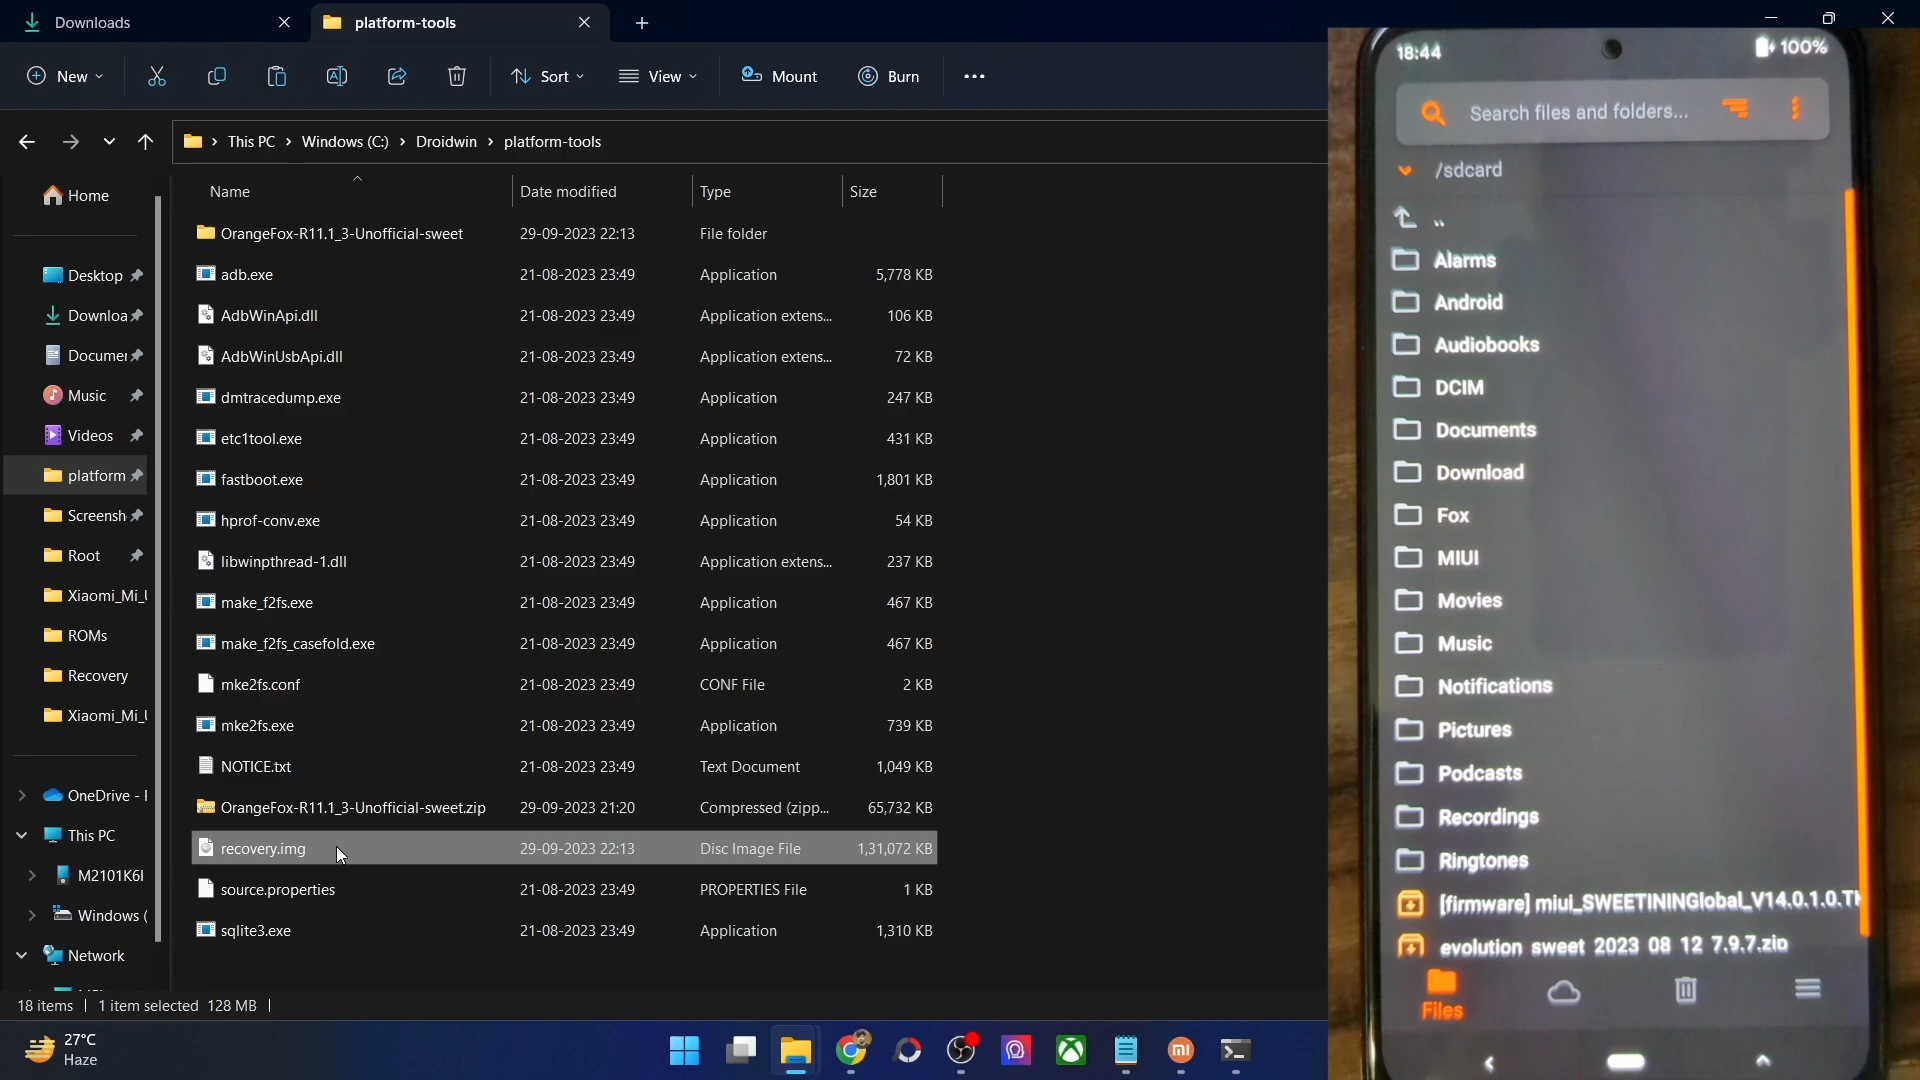 Downloads
platform-tools
New
Sort
View
Mount
Burn
This PC
Windows (C:)
Droidwin
platform-tools
Name
Date modified
Type
Size
OrangeFox-R11.1_3-Unofficial-sweet
29-09-2023 22:13
File folder
adb.exe
21-08-2023 23:49
Application
5,778 KB
AdbWinApi.dll
21-08-2023 23:49
Application extens...
106 KB
AdbWinUsbApi.dll
21-08-2023 23:49
Application extens...
72 KB
dmtracedump.exe
21-08-2023 23:49
Application
247 KB
etc1tool.exe
21-08-2023 23:49
Application
431 KB
fastboot.exe
21-08-2023 23:49
Application
1,801 KB
hprof-conv.exe
21-08-2023 23:49
Application
54 KB
libwinpthread-1.dll
21-08-2023 23:49
Application extens...
237 KB
make_f2fs.exe
21-08-2023 23:49
Application
467 KB
make_f2fs_casefold.exe
21-08-2023 23:49
Application
467 KB
mke2fs.conf
21-08-2023 23:49
CONF File
2 KB
mke2fs.exe
21-08-2023 23:49
Application
739 KB
NOTICE.txt
21-08-2023 23:49
Text Document
1,049 KB
OrangeFox-R11.1_3-Unofficial-sweet.zip
29-09-2023 21:20
Compressed (zipp...
65,732 KB
recovery.img
29-09-2023 22:13
Disc Image File
1,31,072 KB
source.properties
21-08-2023 23:49
PROPERTIES File
1 KB
sqlite3.exe
21-08-2023 23:49
Application
1,310 KB
Home
Desktop
Downloa
Documer
Music
Videos
platform
Screensh
Root
Xiaomi_Mi_
ROMs
Recovery
Xiaomi_Mi_
OneDrive -
This PC
M2101K6
Windows (
Network
18 items
1 item selected 128 MB
27°C
Haze
18:44
100%
Search files and folders...
/sdcard
..
Alarms
Android
Audiobooks
DCIM
Documents
Download
Fox
MIUI
Movies
Music
Notifications
Pictures
Podcasts
Recordings
Ringtones
[firmware] miui_SWEETININGlobal_V14.0.1.0.T
evolution_sweet_2023_08_12_7.9.7.zip
Files